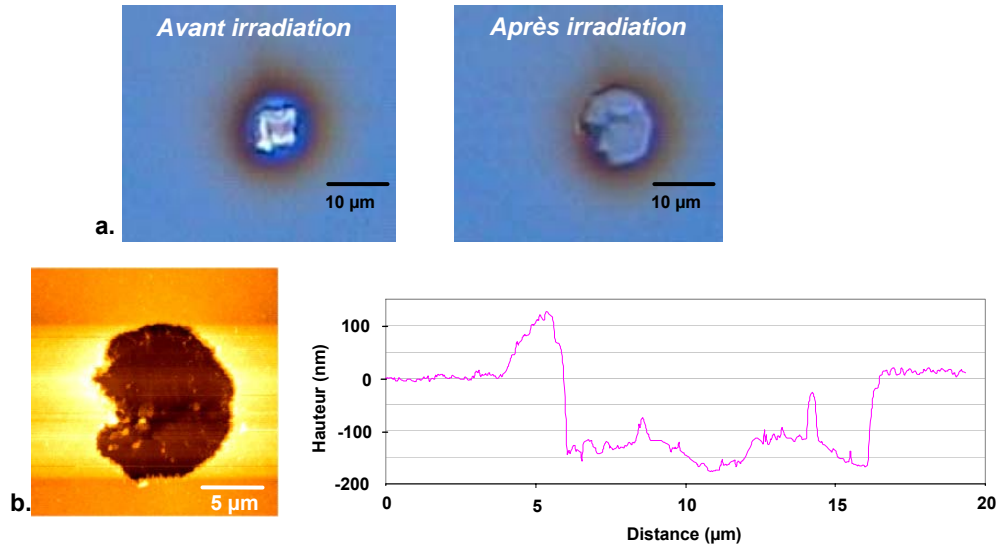 Avant irradiation
Après irradiation
10 µm
10 µm
a.
b.
5 µm
Hauteur (nm)
100
0
-100
-200
0
5
10
15
20
Distance (µm)